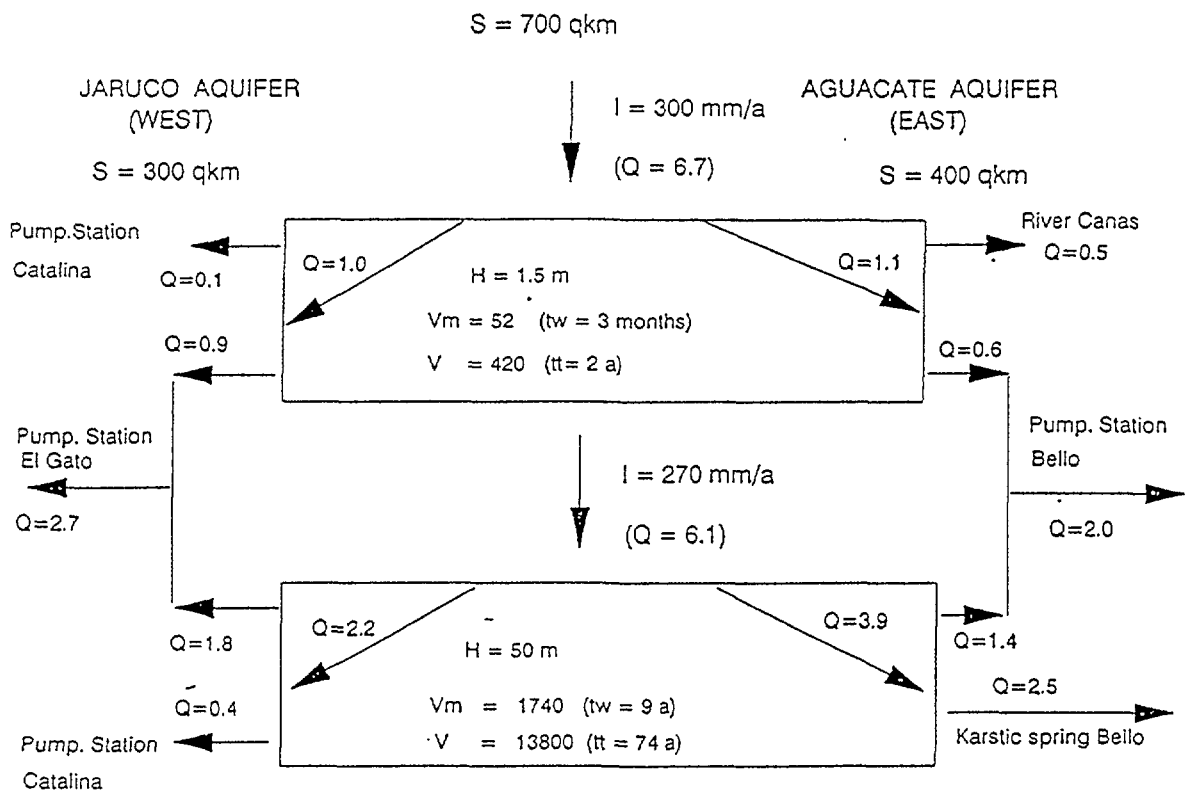 S = 700 qkm
JARUCO AQUIFER
(WEST)
S = 300 qkm
I = 300 mm/a
(Q = 6.7)
AGUACATE AQUIFER
(EAST)
S = 400 qkm
Pump.Station
Catalina
Q=0.1
Q=1.0
H = 1.5 m
Vm = 52 (tw = 3 months)
V = 420 (tt= 2 a)
Q=1.1
River Canas
Q=0.5
Q=0.9
Q=0.6
Pump. Station
El Gato
Q=2.7
I = 270 mm/a
(Q = 6.1)
Pump. Station
Bello
Q=2.0
Q=1.8
Q=2.2
H = 50 m
Vm = 1740 (tw = 9 a)
V = 13800 (tt = 74 a)
Q=3.9
Q=1.4
Q=0.4
Pump. Station
Catalina
Q=2.5
Karstic spring Bello